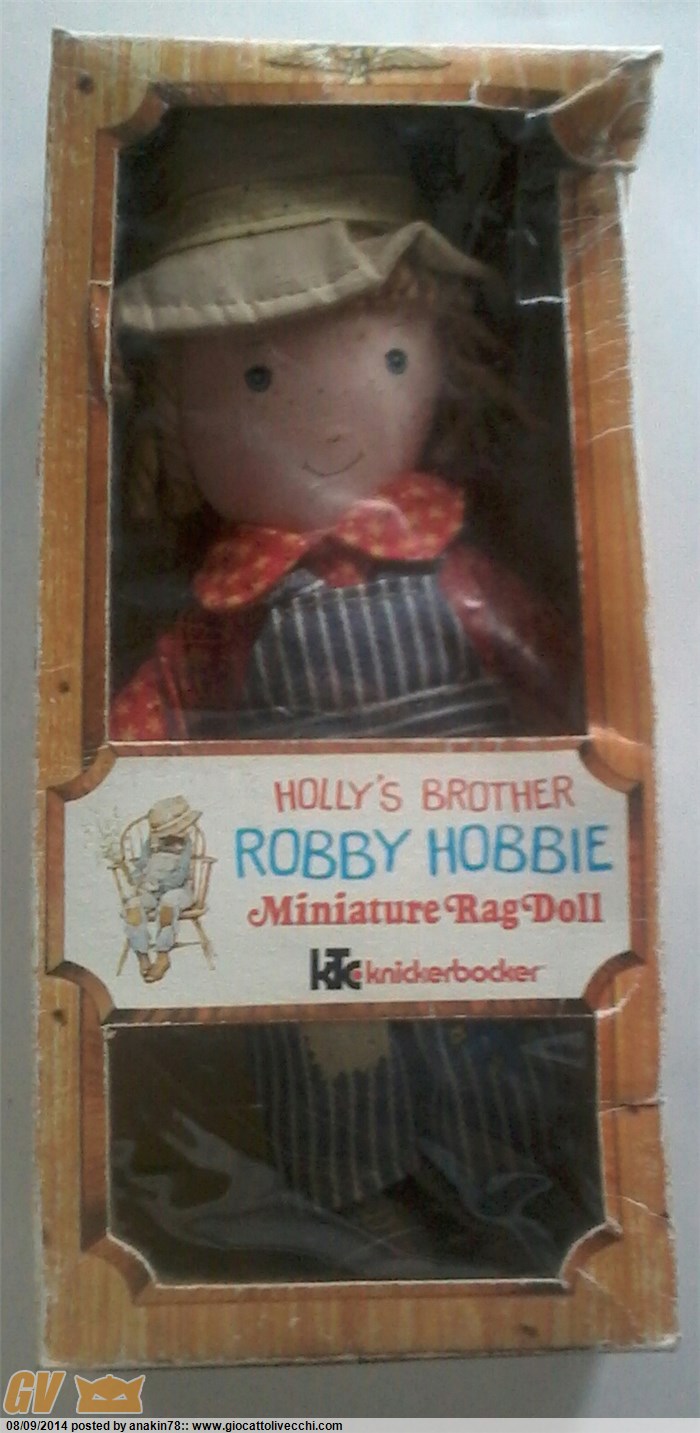 HOLLY'S BROTHER
ROBBY HOBBIE
Miniature Rag Doll
KTC knickerbocker
GV
08/09/2014 posted by anakin78:: www.giocattolivecchi.com